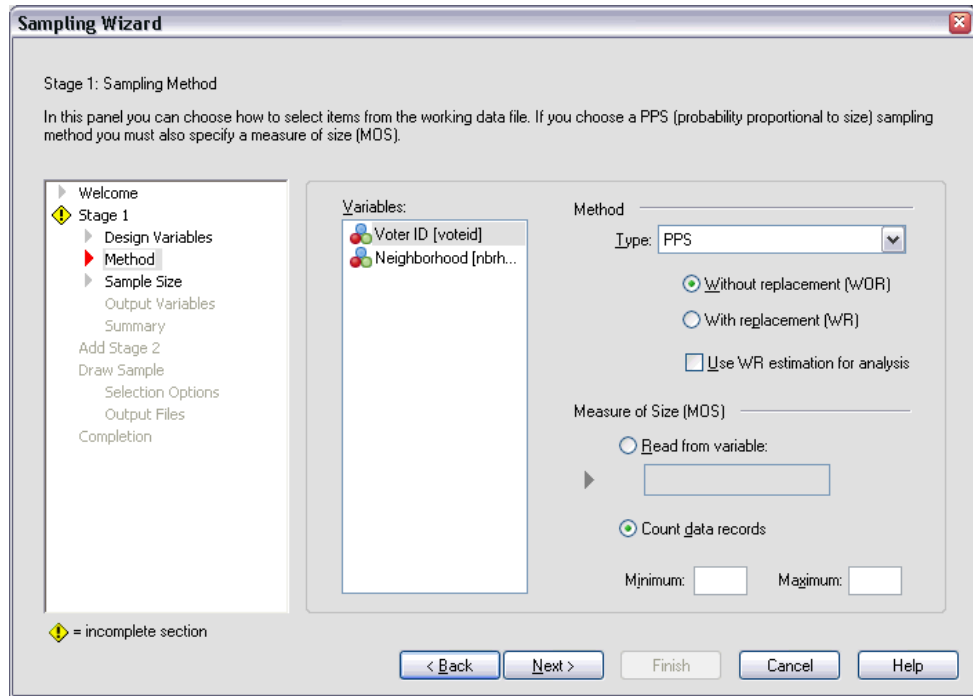 Sampling Wizard
Stage 1: Sampling Method
In this panel you can choose how to select items from the working data file. If you choose a PPS (probability proportional to size) sampling
method you must also specify a measure of size (MOS).
Welcome
Stage 1
Design Variables
Method
Sample Size
Output Variables
Summary
Add Stage 2
Draw Sample
Selection Options
Output Files
Completion
! = incomplete section
Variables:
Voter ID [voteid]
Neighborhood [nbrh...
Method
Type: PPS
Without replacement (WOR)
With replacement (WR)
Use WR estimation for analysis
Measure of Size (MOS)
Read from variable:
Count data records
Minimum: Maximum:
< Back Next > Finish Cancel Help